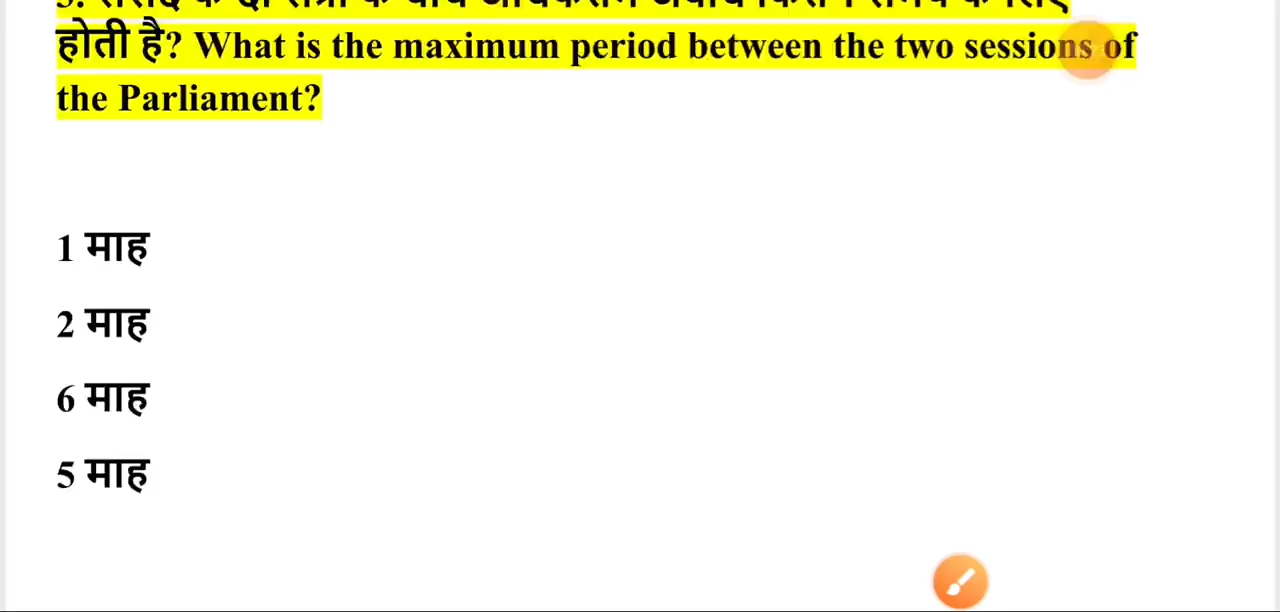 होती है? What is the maximum period between the two sessions of
the Parliament?
1 माह
2 माह
6 माह
5 माह